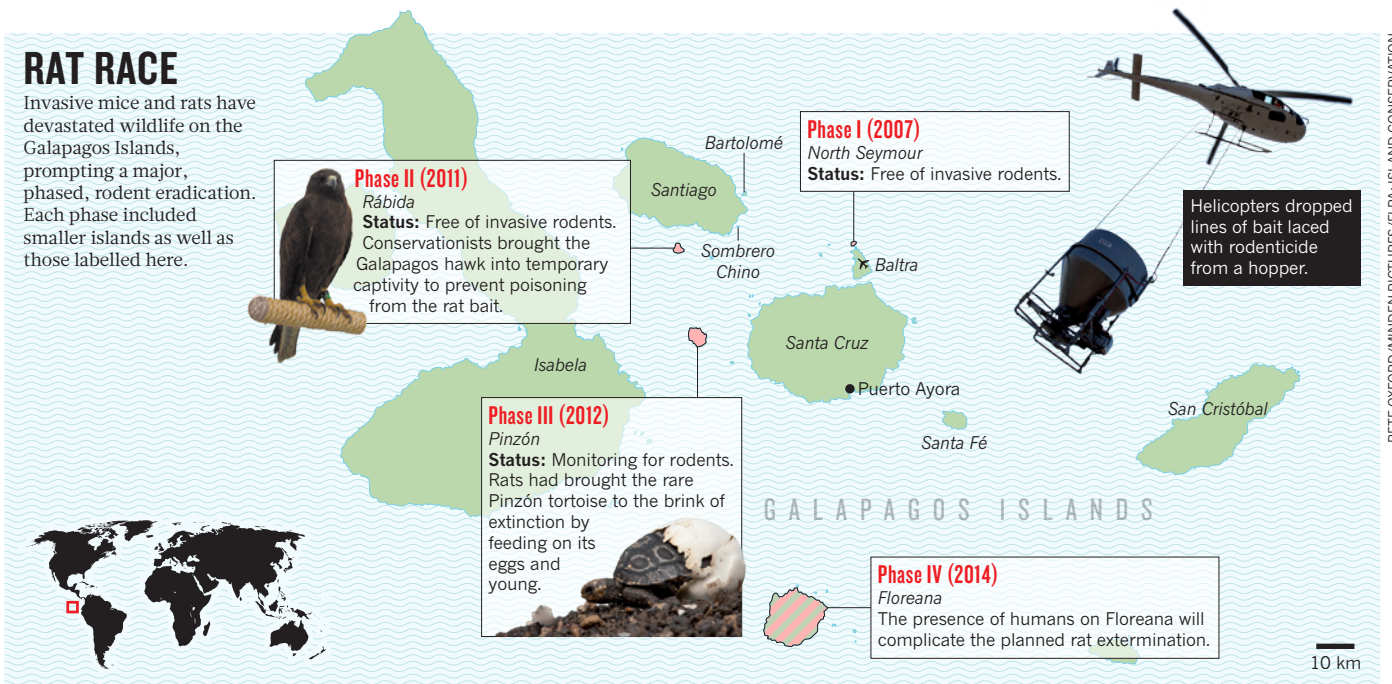 RAT RACE
Invasive mice and rats have
devastated wildlife on the
Galapagos Islands,
prompting a major,
phased, rodent eradication.
Each phase included
smaller islands as well as
those labelled here.
Phase II (2011)
Rábida
Status: Free of invasive rodents.
Conservationists brought the
Galapagos hawk into temporary
captivity to prevent poisoning
from the rat bait.
Bartolomé
Santiago
Sombrero
Chino
Phase I (2007)
North Seymour
Status: Free of invasive rodents.
Baltra
Helicopters dropped
lines of bait laced
with rodenticide
from a hopper.
Isabela
Santa Cruz
Puerto Ayora
Santa Fé
San Cristóbal
Phase III (2012)
Pinzón
Status: Monitoring for rodents.
Rats had brought the rare
Pinzón tortoise to the brink of
extinction by
feeding on its
eggs and
young.
GALAPAGOS ISLANDS
Phase IV (2014)
Floreana
The presence of humans on Floreana will
complicate the planned rat extermination.
10 km